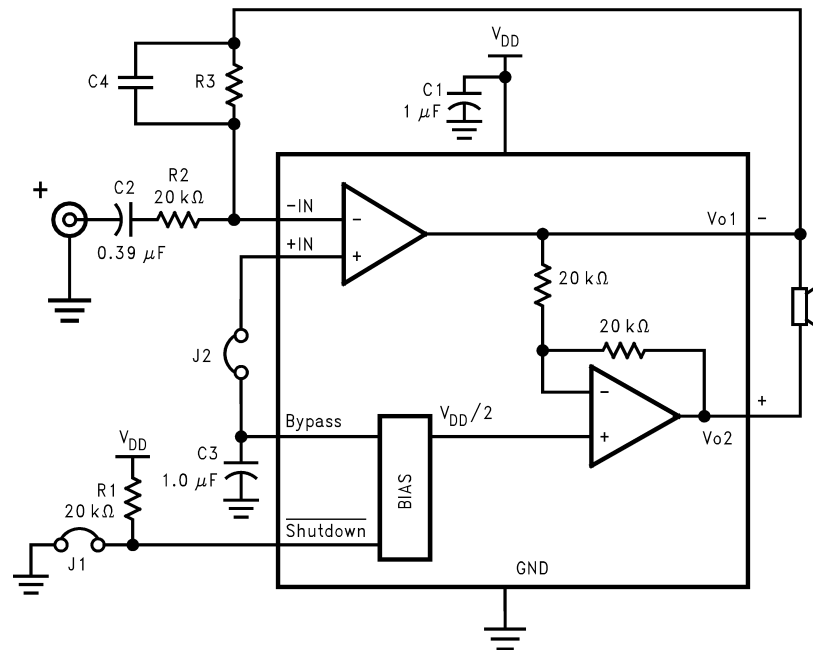 V_DD
C4
R3
C1
1 µF
+
C2
R2
20 kΩ
0.39 µF
−IN
+IN
−
+
Vo1
−
20 kΩ
20 kΩ
J2
Bypass
V_DD/2
−
+
+
Vo2
C3
1.0 µF
V_DD
R1
20 kΩ
BIAS
Shutdown
J1
GND